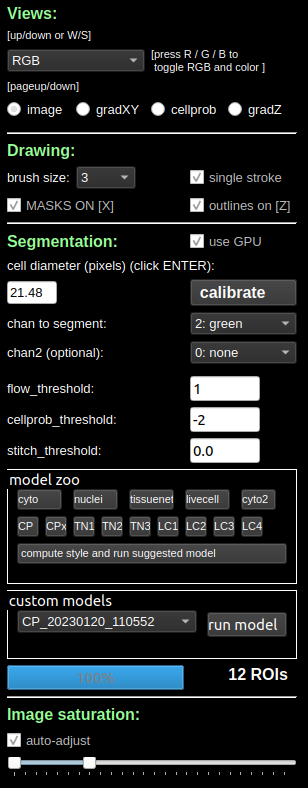 Views:
[up/down or W/S]
RGB
[press R / G / B to
toggle RGB and color ]
[pageup/down]
image gradXY cellprob gradZ
Drawing:
brush size: 3 single stroke
MASKS ON [X] outlines on [Z]
Segmentation: use GPU
cell diameter (pixels) (click ENTER):
21.48 calibrate
chan to segment: 2: green
chan2 (optional): 0: none
flow_threshold: 1
cellprob_threshold: -2
stitch_threshold: 0.0
model zoo
cyto nuclei tissuenet livecell cyto2
CP CPx TN1 TN2 TN3 LC1 LC2 LC3 LC4
compute style and run suggested model
custom models
CP_20230120_110552 run model
100% 12 ROIs
Image saturation:
auto-adjust